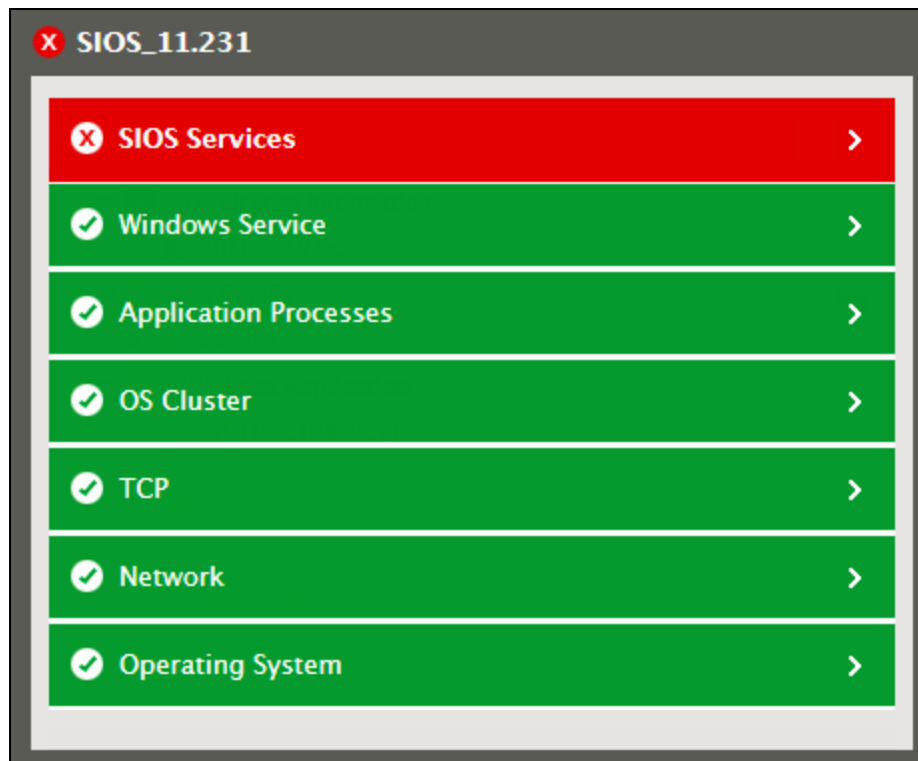 SIOS_11.231
SIOS Services
Windows Service
Application Processes
OS Cluster
TCP
Network
Operating System